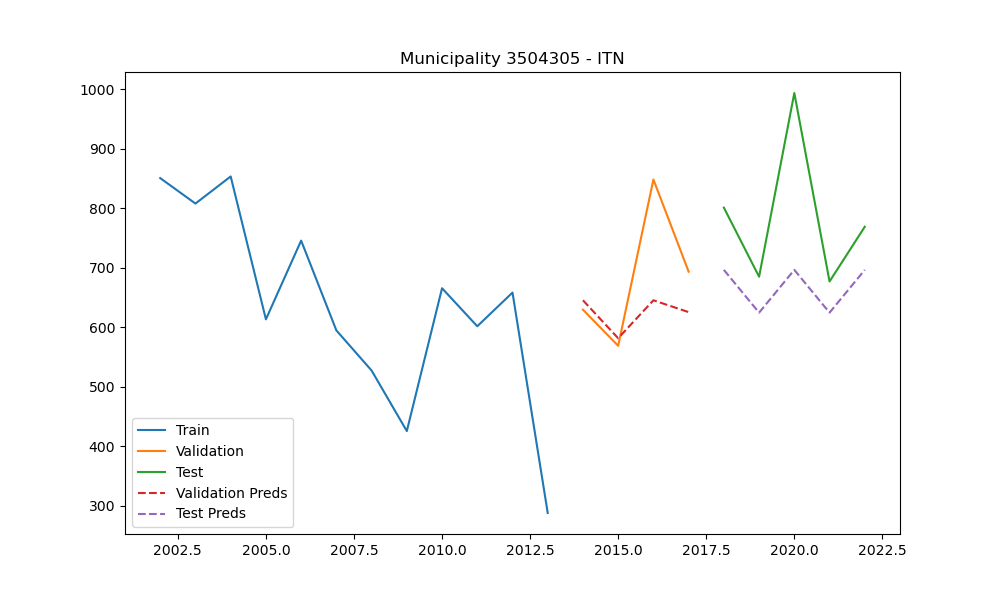 Municipality 3504305 - ITN
1000
900
800
700
600
500
400
300
Train
Validation
Test
Validation Preds
Test Preds
2002.5 2005.0 2007.5 2010.0 2012.5 2015.0 2017.5 2020.0 2022.5